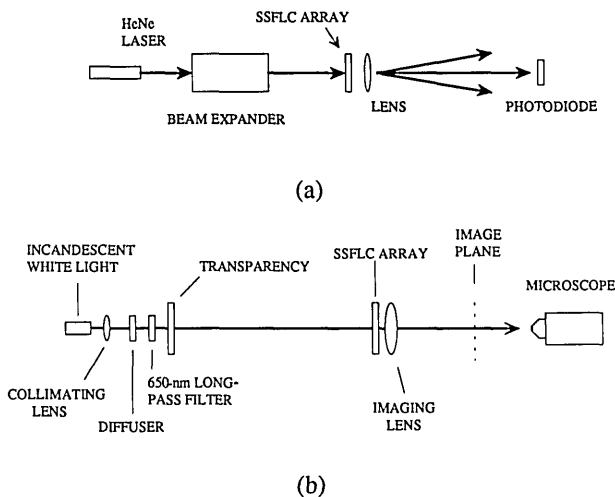 HeNe
LASER
SSFLC ARRAY
BEAM EXPANDER
LENS
PHOTODIODE
(a)
INCANDESCENT
WHITE LIGHT
TRANSPARENCY
SSFLC ARRAY
IMAGE
PLANE
MICROSCOPE
COLLIMATING
LENS
DIFFUSER
650-nm LONG-
PASS FILTER
IMAGING
LENS
(b)